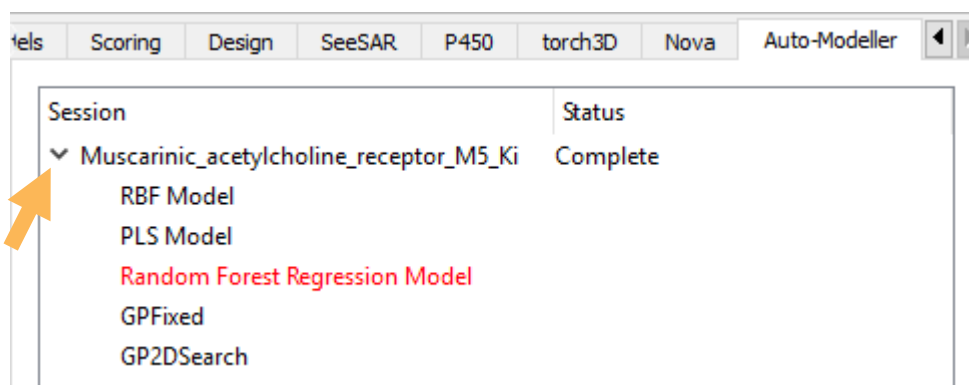 Scoring Design SeeSAR P450 torch3D Nova Auto-Modeller
Session Status
Muscarinic_acetylcholine_receptor_M5_Ki Complete
RBF Model
PLS Model
Random Forest Regression Model
GPFixed
GP2DSearch